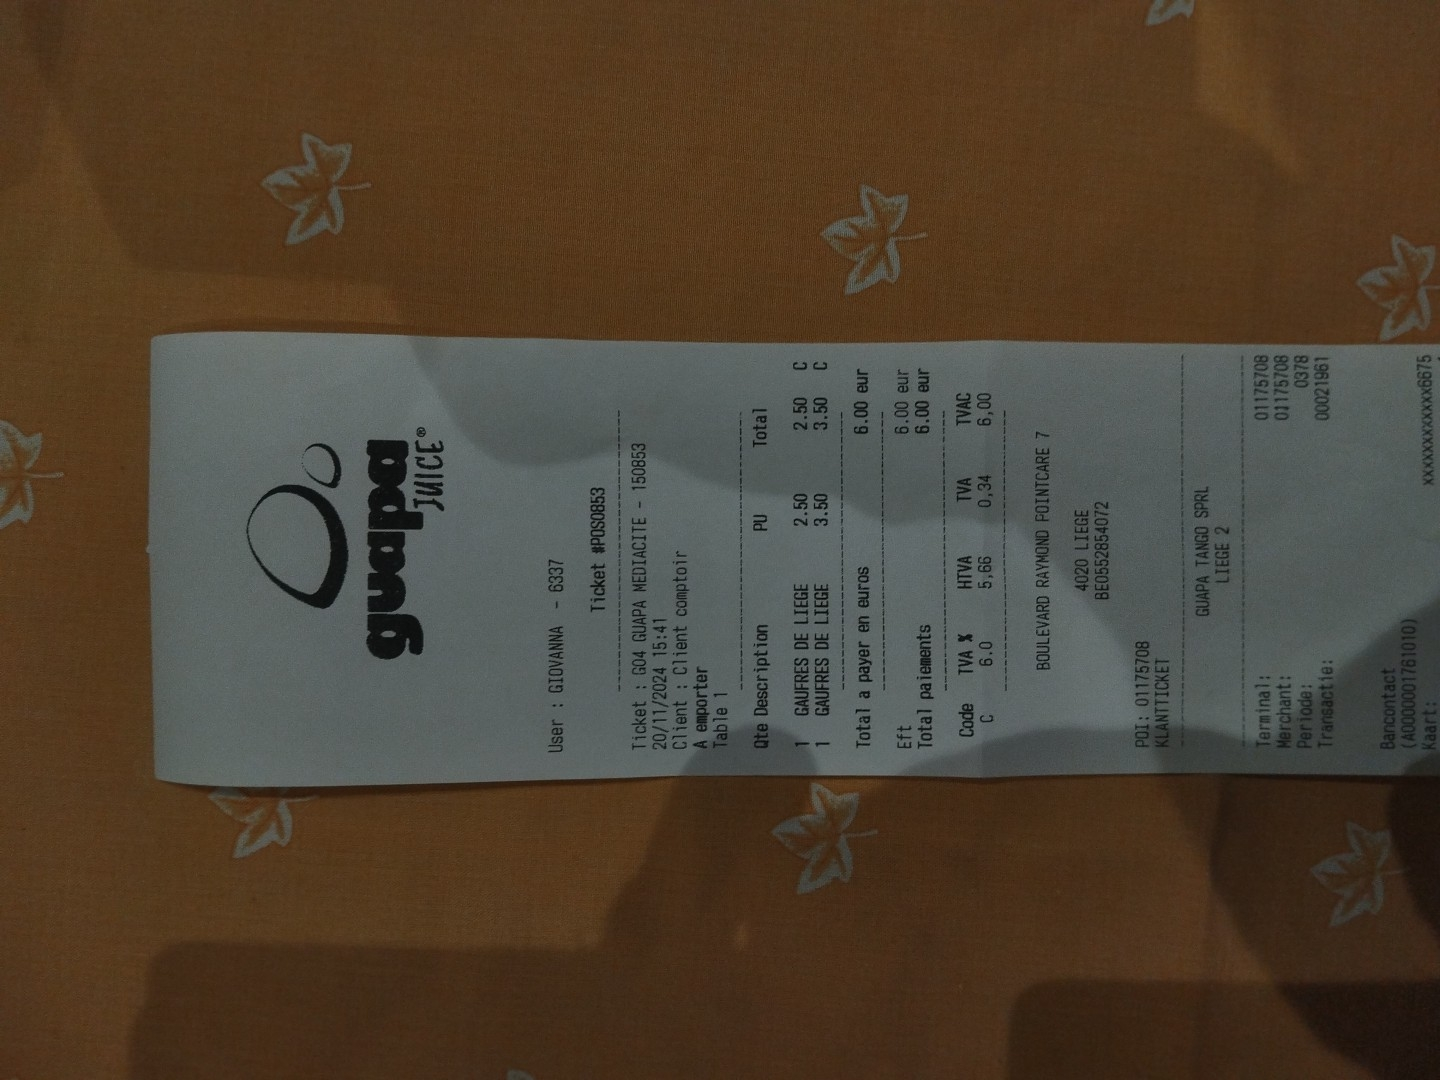 guapa
JUICE®
User : GIOVANNA - 6337
Ticket #POS0853
Ticket : G04 GUAPA MEDIACITE - 150853
20/11/2024 15:41
Client : Client comptoir
A emporter
Table 1
Qte Description PU Total
1 GAUFRES DE LIEGE 2.50 2.50 C
1 GAUFRES DE LIEGE 3.50 3.50 C
Total a payer en euros 6.00 eur
Eft 6.00 eur
Total paiements 6.00 eur
Code TVA % HTVA TVA TVAC
C 6.0 5,66 0,34 6,00
BOULEVARD RAYMOND POINTCARE 7
4020 LIEGE
BE0552854072
POI: 01175708
KLANTTICKET
GUAPA TANGO SPRL
LIEGE 2
Terminal: 01175708
Merchant: 01175708
Periode: 0378
Transactie: 00021961
Bancontact
(A0000001761010)
Kaart: xxxxxxxxxxxxx6675